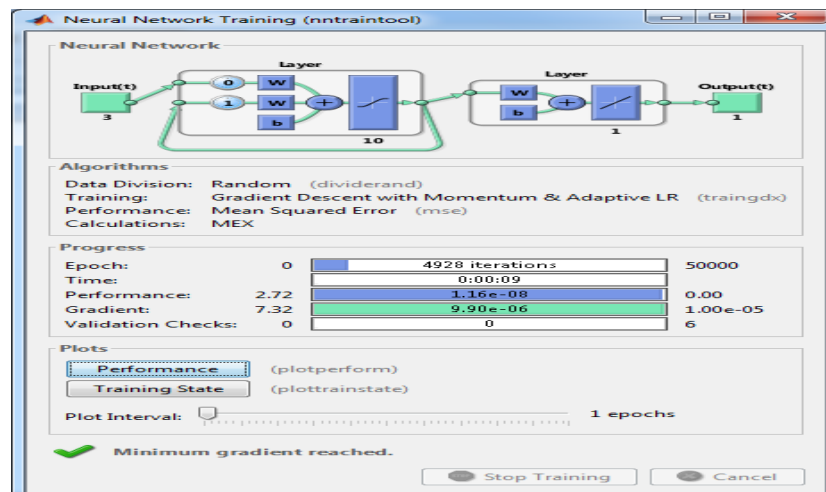 Neural Network Training (nntraintool)
Neural Network
Layer
Layer
Input(t)
Output(t)
0
W
1
W
b
W
b
3
10
1
1
Algorithms
Data Division: Random (dividerand)
Training: Gradient Descent with Momentum & Adaptive LR (traingdx)
Performance: Mean Squared Error (mse)
Calculations: MEX
Progress
Epoch: 0 4928 iterations 50000
Time: 0:00:09
Performance: 2.72 1.16e-08 0.00
Gradient: 7.32 9.90e-06 1.00e-05
Validation Checks: 0 0 6
Plots
Performance (plotperform)
Training State (plottrainstate)
Plot Interval: 1 epochs
Minimum gradient reached.
Stop Training Cancel